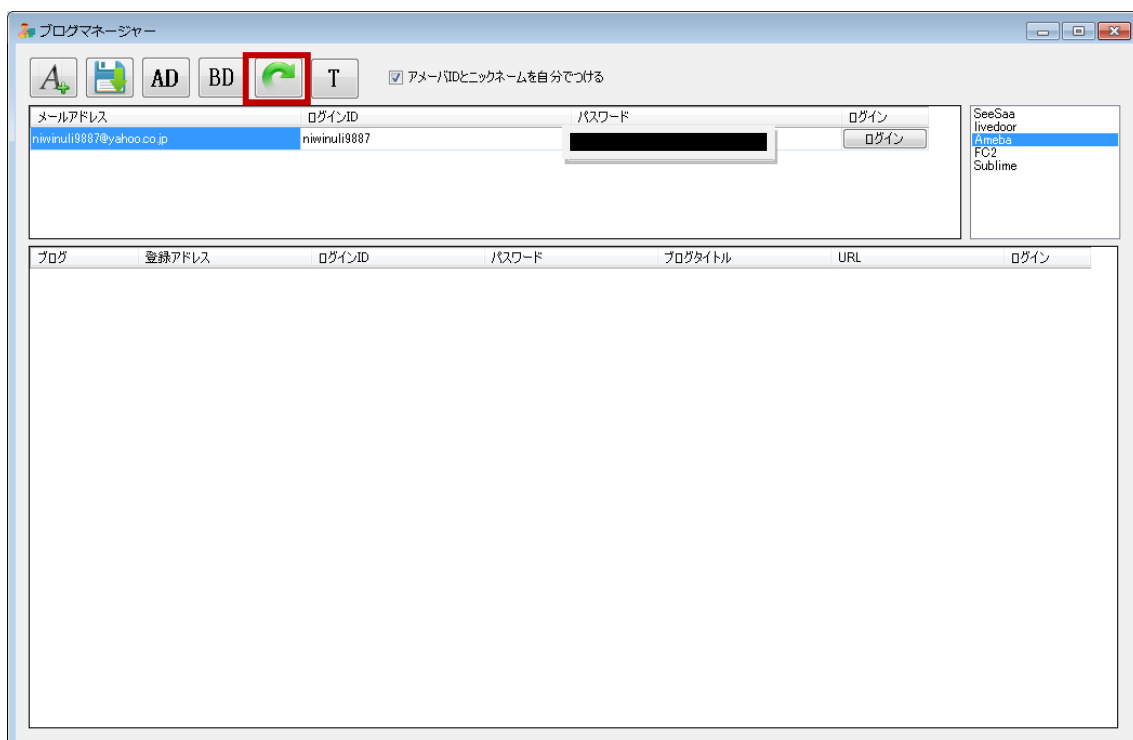 ブログマネージャー
A AD BD T アメーバIDとニックネームを自分でつける
メールアドレス ログインID パスワード ログイン
niwinuli9887@yahoo.co.jp niwinuli9887 ログイン
SeeSaa
livedoor
Ameba
FC2
Sublime
ブログ 登録アドレス ログインID パスワード ブログタイトル URL ログイン